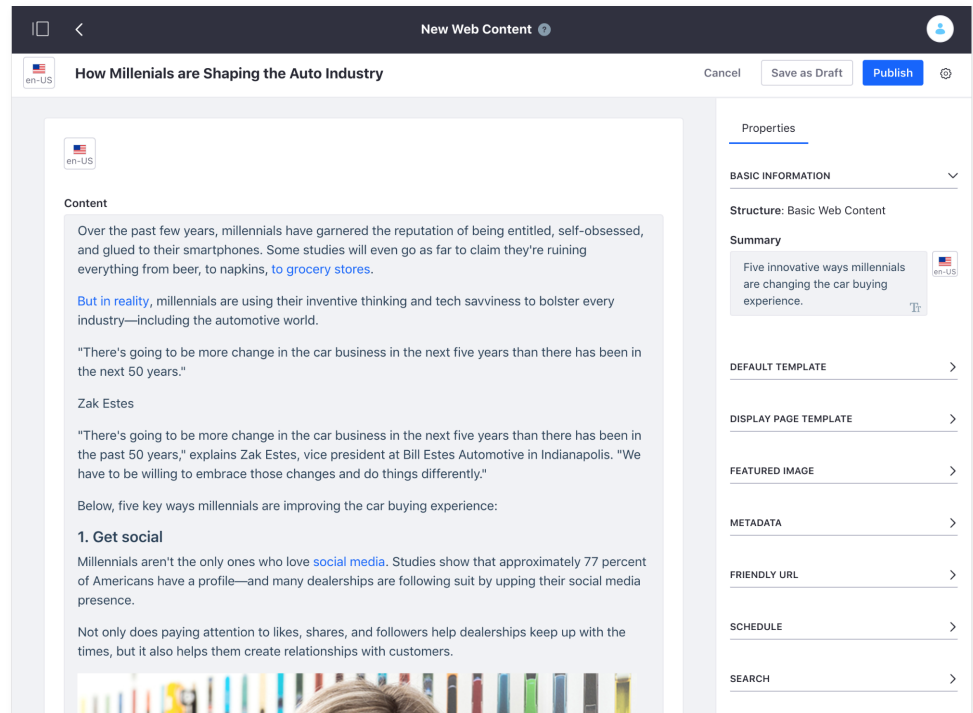 New Web Content ?
en-US
How Millenials are Shaping the Auto Industry
Cancel
Save as Draft
Publish
en-US
Content
Over the past few years, millennials have garnered the reputation of being entitled, self-obsessed,
and glued to their smartphones. Some studies will even go as far to claim they're ruining
everything from beer, to napkins, to grocery stores.
But in reality, millennials are using their inventive thinking and tech savviness to bolster every
industry—including the automotive world.
"There's going to be more change in the car business in the next five years than there has been in
the next 50 years."
Zak Estes
"There's going to be more change in the car business in the next five years than there has been in
the past 50 years," explains Zak Estes, vice president at Bill Estes Automotive in Indianapolis. "We
have to be willing to embrace those changes and do things differently."
Below, five key ways millennials are improving the car buying experience:
1. Get social
Millennials aren't the only ones who love social media. Studies show that approximately 77 percent
of Americans have a profile—and many dealerships are following suit by upping their social media
presence.
Not only does paying attention to likes, shares, and followers help dealerships keep up with the
times, but it also helps them create relationships with customers.
Properties
BASIC INFORMATION
Structure: Basic Web Content
Summary
Five innovative ways millennials
are changing the car buying
experience.
Tr
en-US
DEFAULT TEMPLATE
DISPLAY PAGE TEMPLATE
FEATURED IMAGE
METADATA
FRIENDLY URL
SCHEDULE
SEARCH